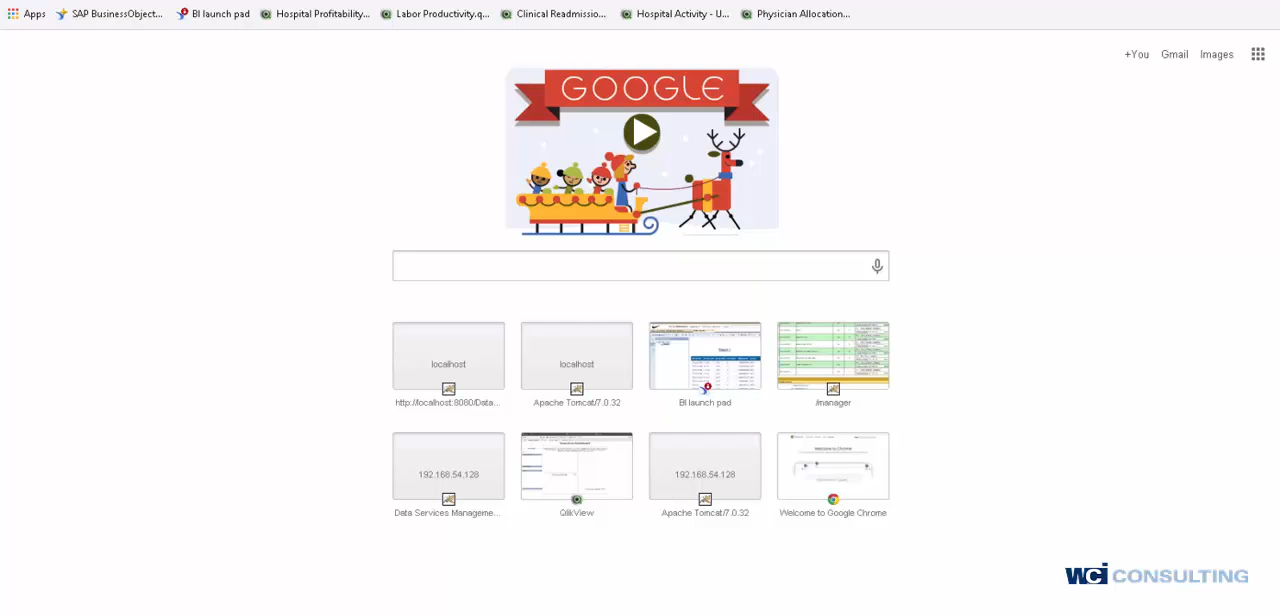 Apps SAP BusinessObject... BI launch pad Hospital Profitability... Labor Productivity.q... Clinical Readmissio... Hospital Activity - U... Physician Allocation...
+You Gmail Images
GOOGLE
localhost localhost
http://localhost:8080/Data... Apache Tomcat/7.0.32 BI launch pad /manager
192.168.54.128 192.168.54.128 Welcome to Chrome
Data Services Manageme... QlikView Apache Tomcat/7.0.32 Welcome to Google Chrome
WCI CONSULTING